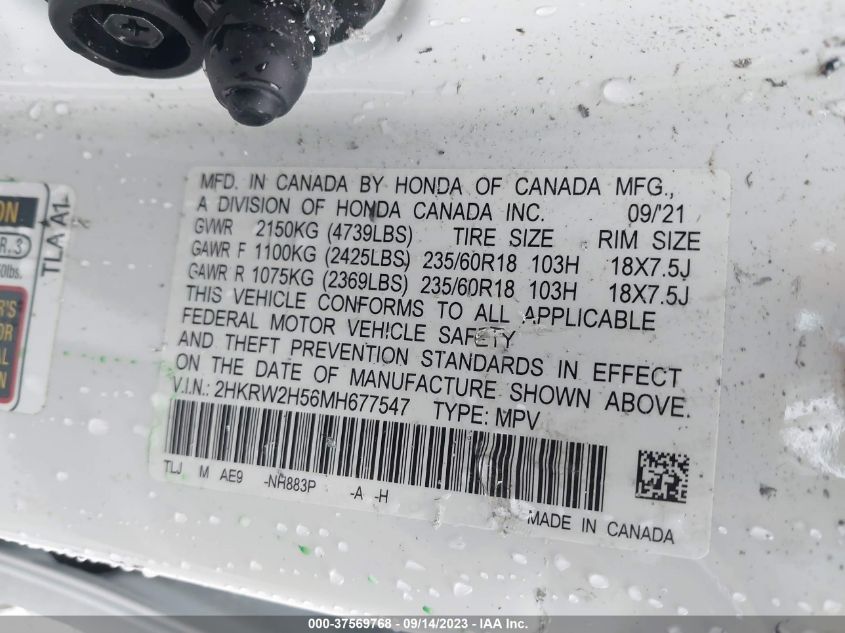 MFD. IN CANADA BY HONDA OF CANADA MFG.,
A DIVISION OF HONDA CANADA INC. 09/'21
GVWR 2150KG (4739LBS) TIRE SIZE RIM SIZE
GAWR F 1100KG (2425LBS) 235/60R18 103H 18X7.5J
GAWR R 1075KG (2369LBS) 235/60R18 103H 18X7.5J
THIS VEHICLE CONFORMS TO ALL APPLICABLE
FEDERAL MOTOR VEHICLE SAFETY
AND THEFT PREVENTION STANDARDS IN EFFECT
ON THE DATE OF MANUFACTURE SHOWN ABOVE.
V.I.N.: 2HKRW2H56MH677547 TYPE: MPV
TLJ M AE9 -NH883P -A -H
MADE IN CANADA
TLA A1
000-37569768 - 09/14/2023 - IAA Inc.